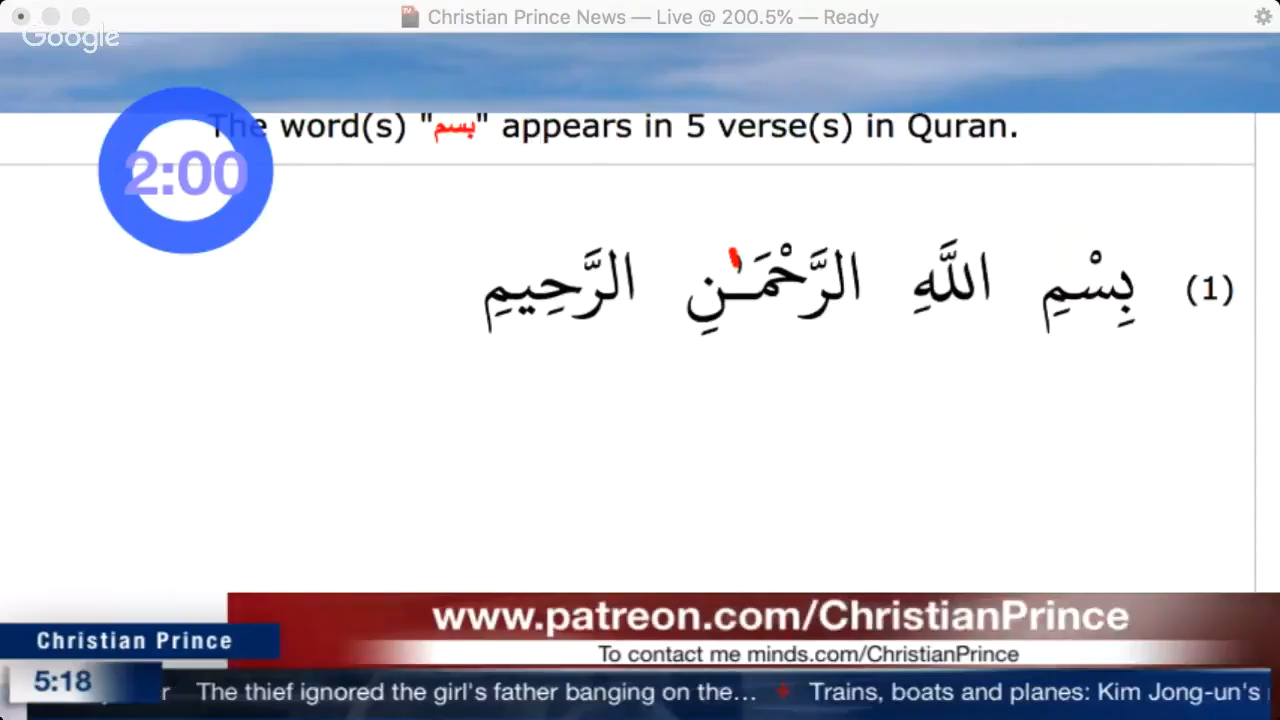 Christian Prince News — Live @ 200.5% — Ready
Google
The word(s) "بسم" appears in 5 verse(s) in Quran.
2:00
(1) بِسْمِ اللَّهِ الرَّحْمَـٰنِ الرَّحِيمِ
www.patreon.com/ChristianPrince
Christian Prince
To contact me minds.com/ChristianPrince
5:18
The thief ignored the girl's father banging on the... Trains, boats and planes: Kim Jong-un's